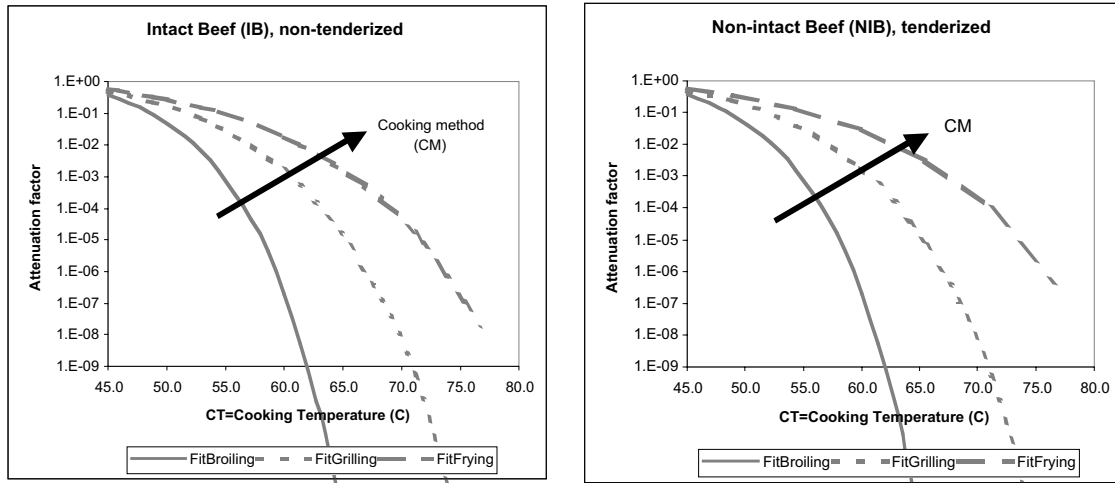 Intact Beef (IB), non-tenderized
1.E+00
1.E-01
1.E-02
1.E-03
1.E-04
1.E-05
1.E-06
1.E-07
1.E-08
1.E-09
Attenuation factor
Cooking method
(CM)
45.0 50.0 55.0 60.0 65.0 70.0 75.0 80.0
CT=Cooking Temperature (C)
FitBroiling FitGrilling FitFrying
Non-intact Beef (NIB), tenderized
1.E+00
1.E-01
1.E-02
1.E-03
1.E-04
1.E-05
1.E-06
1.E-07
1.E-08
1.E-09
Attenuation factor
CM
45.0 50.0 55.0 60.0 65.0 70.0 75.0 80.0
CT=Cooking Temperature (C)
FitBroiling FitGrilling FitFrying